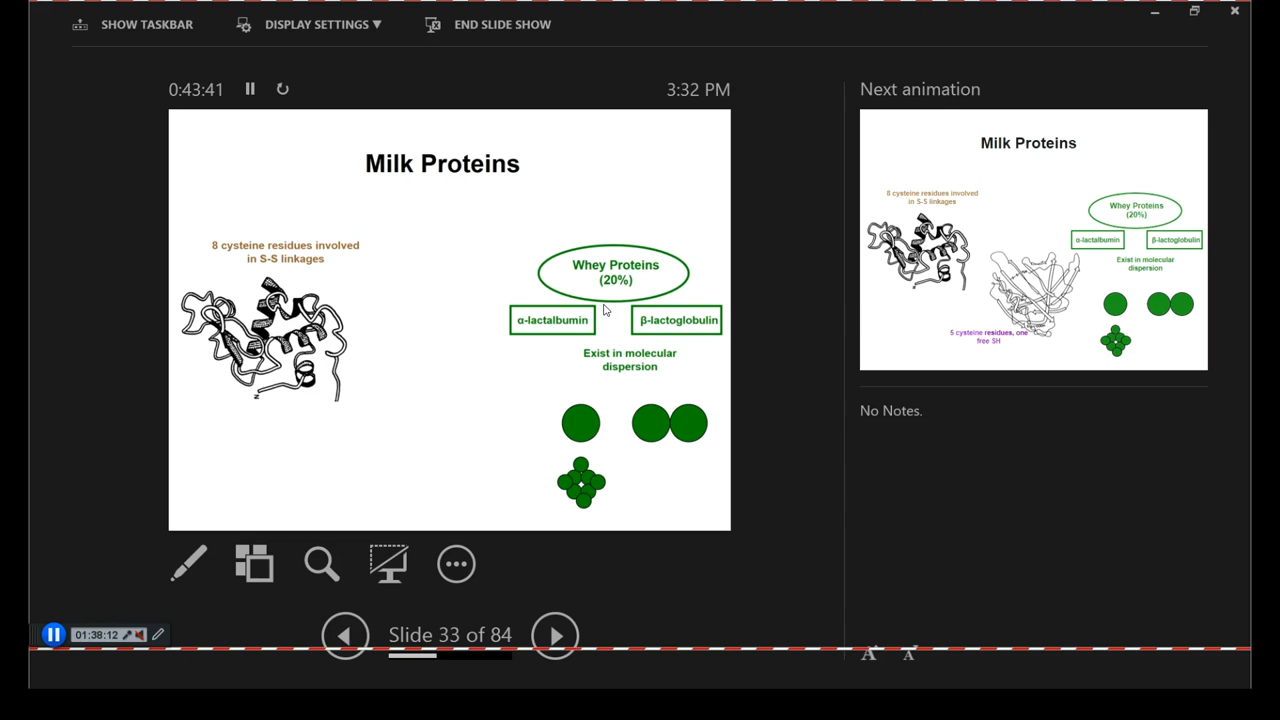 SHOW TASKBAR
DISPLAY SETTINGS ▼
END SLIDE SHOW
0:43:41
3:32 PM
Milk Proteins
8 cysteine residues involved
in S-S linkages
Whey Proteins
(20%)
α-lactalbumin
β-lactoglobulin
Exist in molecular
dispersion
N
Next animation
Milk Proteins
8 cysteine residues involved
in S-S linkages
Whey Proteins
(20%)
α-lactalbumin
β-lactoglobulin
Exist in molecular
dispersion
5 cysteine residues, one
free SH
No Notes.
01:38:12
Slide 33 of 84
A
A